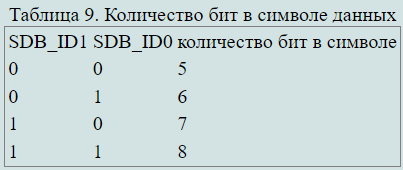 Таблица 9. Количество бит в символе данных
SDB_ID1 SDB_ID0 количество бит в символе
0 0 5
0 1 6
1 0 7
1 1 8